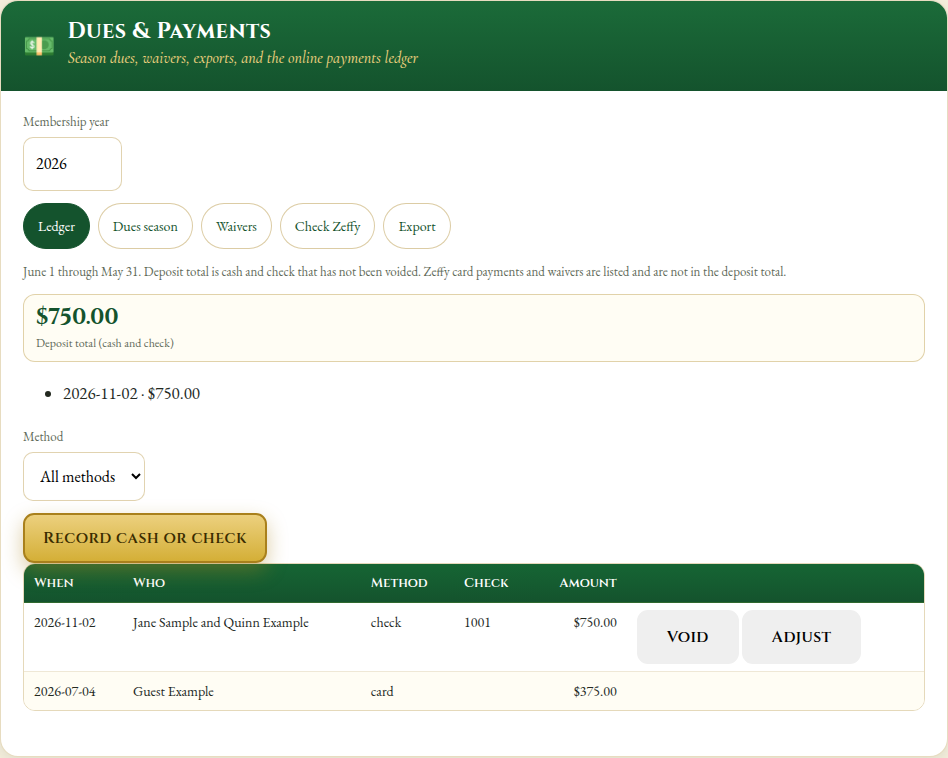 Dues & Payments
Season dues, waivers, exports, and the online payments ledger
Membership year
2026
Ledger Dues season Waivers Check Zeffy Export
June 1 through May 31. Deposit total is cash and check that has not been voided. Zeffy card payments and waivers are listed and are not in the deposit total.
$750.00
Deposit total (cash and check)
2026-11-02 · $750.00
Method
All methods
Record cash or check
When Who Method Check Amount
2026-11-02 Jane Sample and Quinn Example check 1001 $750.00 Void Adjust
2026-07-04 Guest Example card $375.00